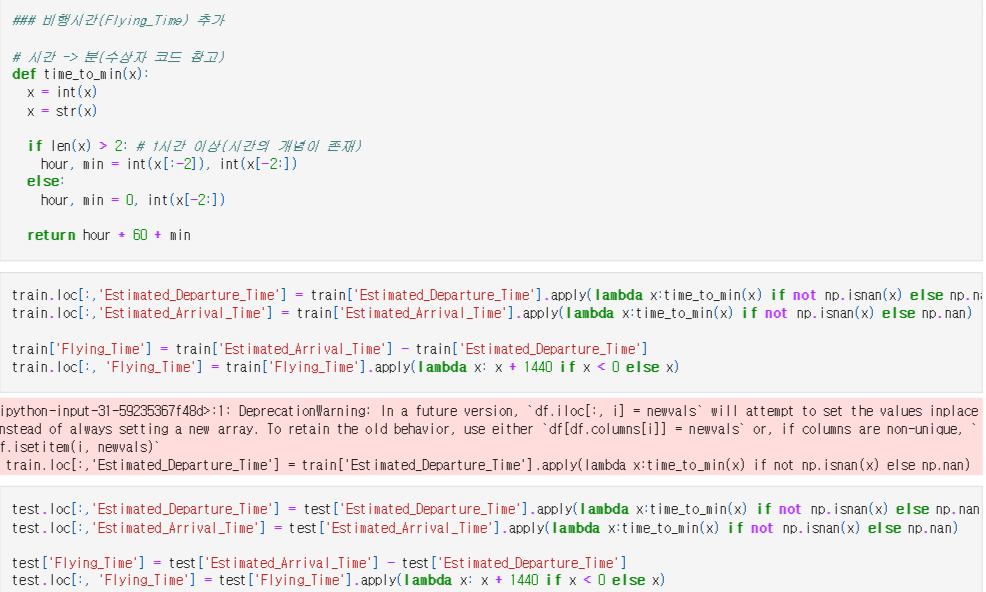 ### 비행시간(Flying_Time) 추가
# 시간 -> 분(수상자 코드 참고)
def time_to_min(x):
x = int(x)
x = str(x)
if len(x) > 2: # 1시간 이상(시간의 개념이 존재)
hour, min = int(x[:-2]), int(x[-2:])
else:
hour, min = 0, int(x[-2:])
return hour * 60 + min
train.loc[:,'Estimated_Departure_Time'] = train['Estimated_Departure_Time'].apply(lambda x:time_to_min(x) if not np.isnan(x) else np.na
train.loc[:,'Estimated_Arrival_Time'] = train['Estimated_Arrival_Time'].apply(lambda x:time_to_min(x) if not np.isnan(x) else np.nan)
train['Flying_Time'] = train['Estimated_Arrival_Time'] - train['Estimated_Departure_Time']
train.loc[:, 'Flying_Time'] = train['Flying_Time'].apply(lambda x: x + 1440 if x < 0 else x)
ipython-input-31-59235367f48d>:1: DeprecationWarning: In a future version, `df.iloc[:, i] = newvals` will attempt to set the values inplace
nstead of always setting a new array. To retain the old behavior, use either `df[df.columns[i]] = newvals` or, if columns are non-unique, `
f.isetitem(i, newvals)`
train.loc[:,'Estimated_Departure_Time'] = train['Estimated_Departure_Time'].apply(lambda x:time_to_min(x) if not np.isnan(x) else np.nan)
test.loc[:,'Estimated_Departure_Time'] = test['Estimated_Departure_Time'].apply(lambda x:time_to_min(x) if not np.isnan(x) else np.nan
test.loc[:,'Estimated_Arrival_Time'] = test['Estimated_Arrival_Time'].apply(lambda x:time_to_min(x) if not np.isnan(x) else np.nan)
test['Flying_Time'] = test['Estimated_Arrival_Time'] - test['Estimated_Departure_Time']
test.loc[:, 'Flying_Time'] = test['Flying_Time'].apply(lambda x: x + 1440 if x < 0 else x)